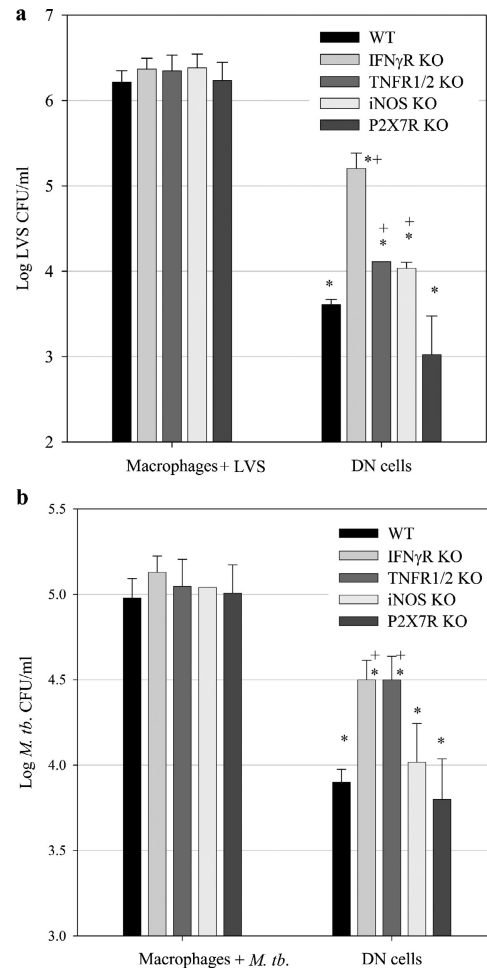 a
7
6
5
4
3
2
Log LVS CFU/ml
WT
IFNγR KO
TNFR1/2 KO
iNOS KO
P2X7R KO
*
*+
+
*
+
*
*
Macrophages + LVS
DN cells
b
5.5
5.0
4.5
4.0
3.5
3.0
Log M. tb. CFU/ml
WT
IFNγR KO
TNFR1/2 KO
iNOS KO
P2X7R KO
*
+
*
+
*
*
*
Macrophages + M. tb.
DN cells